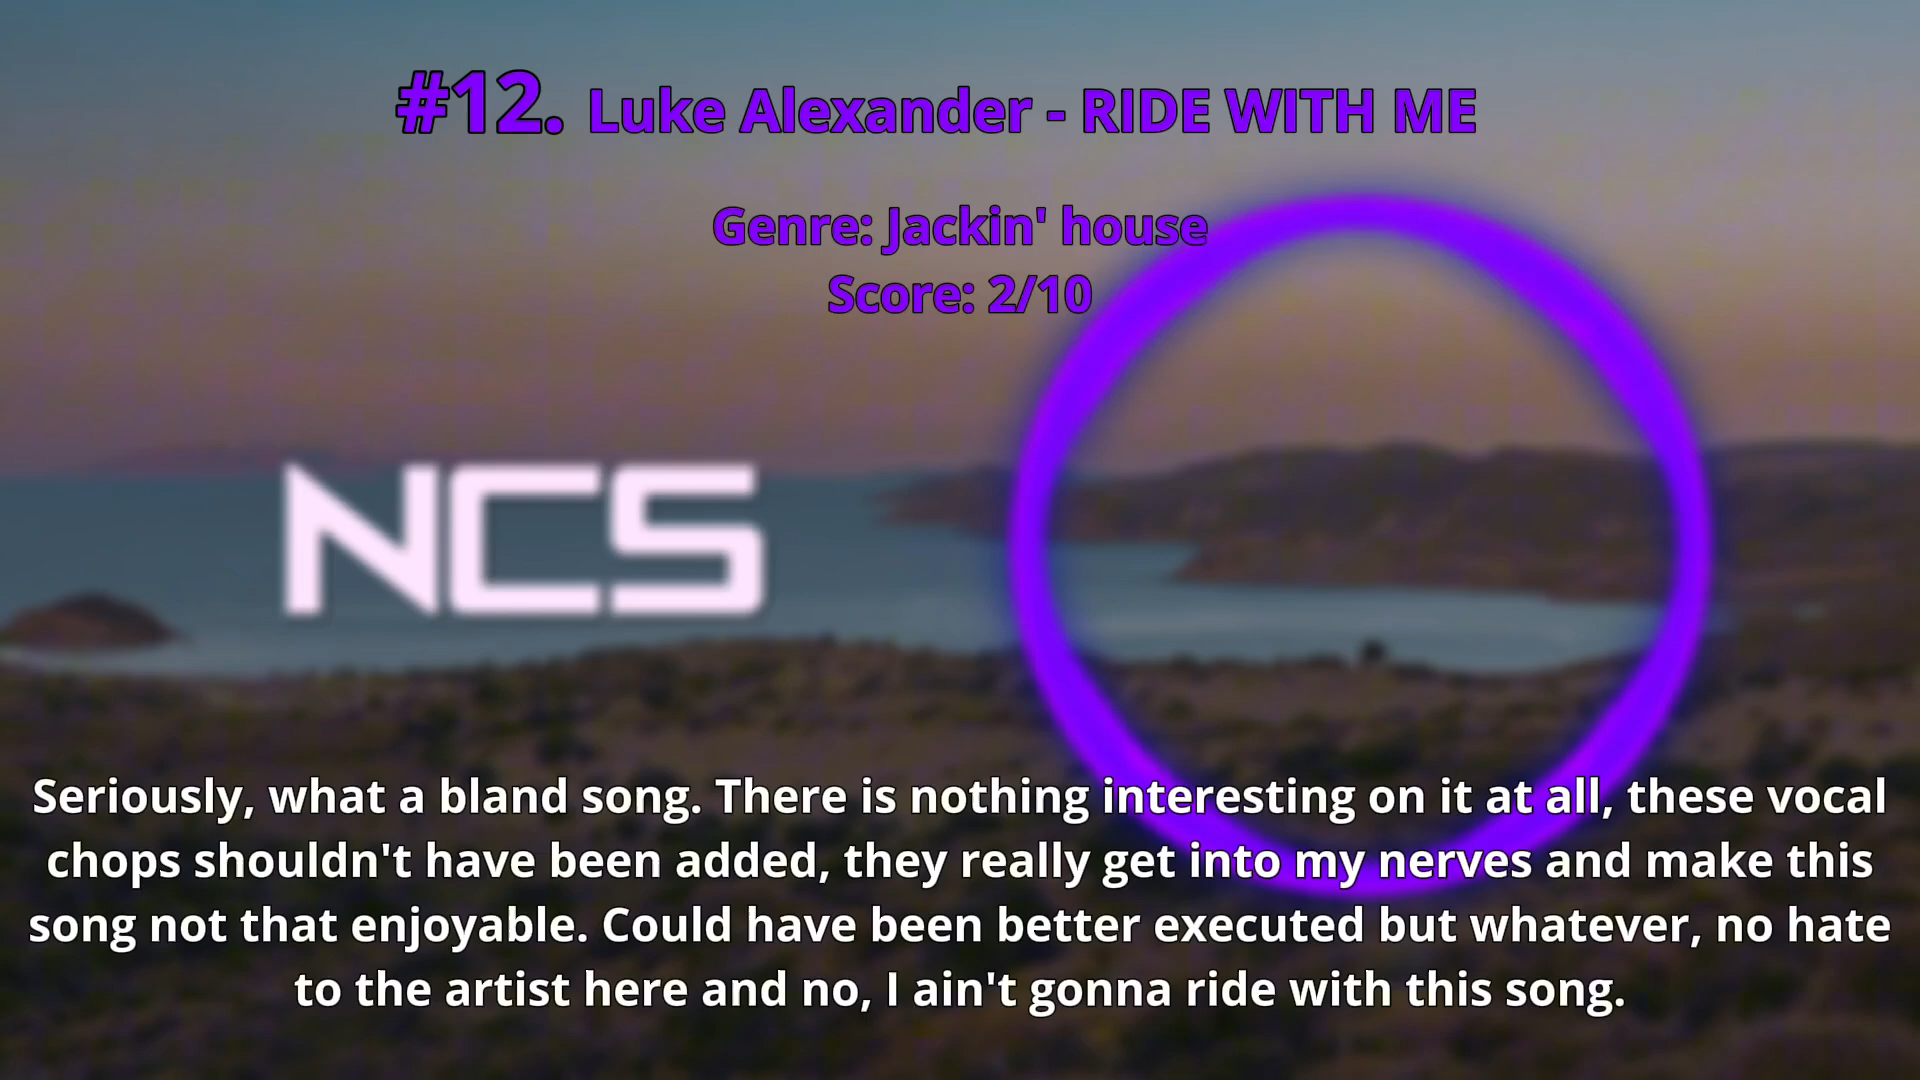 #12. Luke Alexander - RIDE WITH ME
Genre: Jackin' house
Score: 2/10
NCS
Seriously, what a bland song. There is nothing interesting on it at all, these vocal
chops shouldn't have been added, they really get into my nerves and make this
song not that enjoyable. Could have been better executed but whatever, no hate
to the artist here and no, I ain't gonna ride with this song.